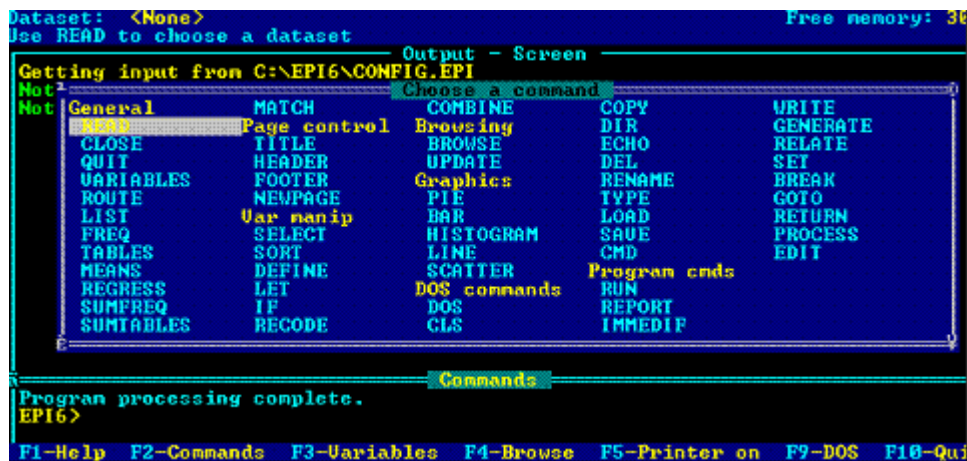 Dataset: <None> Free memory: 30
Use READ to choose a dataset
Output - Screen
Getting input from C:\EPI6\CONFIG.EPI
Not Choose a command
Not General MATCH COMBINE COPY WRITE
READ Page control Browsing DIR GENERATE
CLOSE TITLE BROWSE ECHO RELATE
QUIT HEADER UPDATE DEL SET
VARIABLES FOOTER Graphics RENAME BREAK
ROUTE NEWPAGE PIE TYPE GOTO
LIST Var manip BAR LOAD RETURN
FREQ SELECT HISTOGRAM SAVE PROCESS
TABLES SORT LINE CMD EDIT
MEANS DEFINE SCATTER Program cmds
REGRESS LET DOS commands RUN
SUMFREQ IF DOS REPORT
SUMTABLES RECODE CLS IMMEDIF
Commands
Program processing complete.
EPI6>
F1-Help F2-Commands F3-Variables F4-Browse F5-Printer on F9-DOS F10-Qui